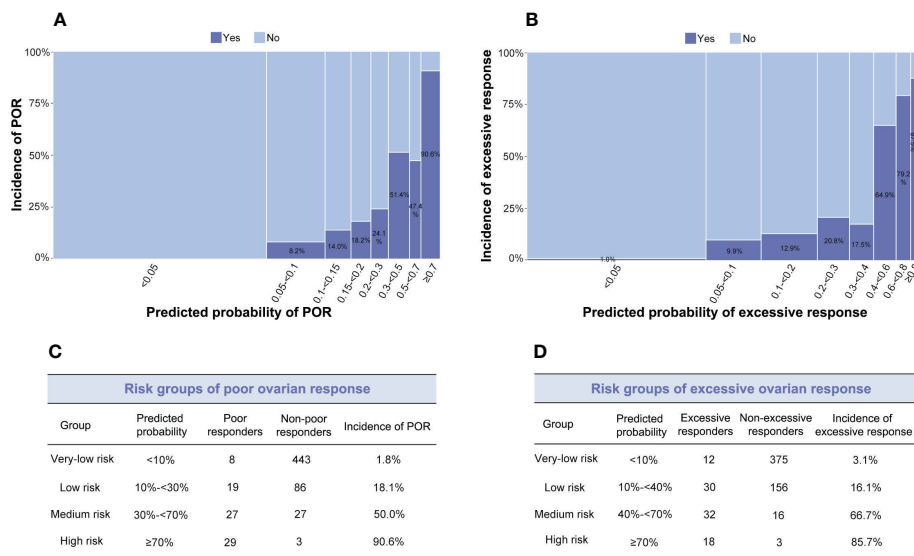 A
Yes No
100%
75%
50%
25%
0%
Incidence of POR
8.2%
14.0%
18.2%
24.1
%
51.4%
47.4
%
90.6%
<0.05
0.05-<0.1
0.1-<0.15
0.15-<0.2
0.2-<0.3
0.3-<0.5
0.5-<0.7
≥0.7
Predicted probability of POR
B
Yes No
100%
75%
50%
25%
0%
Incidence of excessive response
1.0%
9.9%
12.9%
20.8%
17.5%
64.9%
79.2
%
<0.05
0.05-<0.1
0.1-<0.2
0.2-<0.3
0.3-<0.4
0.4-<0.6
0.6-<0.8
Predicted probability of excessive response
C
Risk groups of poor ovarian response
Group Predicted probability Poor responders Non-poor responders Incidence of POR
Very-low risk <10% 8 443 1.8%
Low risk 10%-<30% 19 86 18.1%
Medium risk 30%-<70% 27 27 50.0%
High risk ≥70% 29 3 90.6%
D
Risk groups of excessive ovarian response
Group Predicted probability Excessive responders Non-excessive responders Incidence of excessive response
Very-low risk <10% 12 375 3.1%
Low risk 10%-<40% 30 156 16.1%
Medium risk 40%-<70% 32 16 66.7%
High risk ≥70% 18 3 85.7%